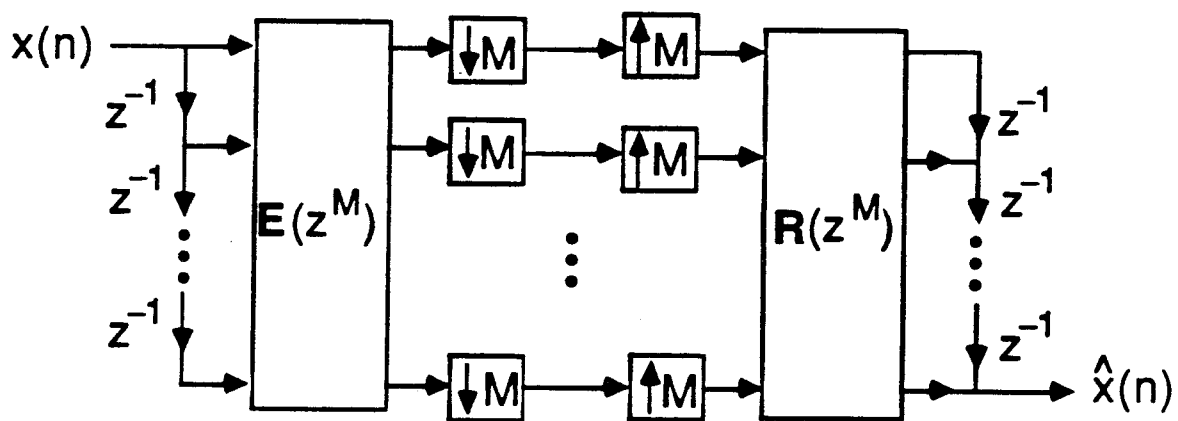 x(n)
↓M
↑M
z⁻¹
z⁻¹
↓M
↑M
z⁻¹
z⁻¹
E(z^M)
R(z^M)
z⁻¹
z⁻¹
↓M
↑M
x̂(n)